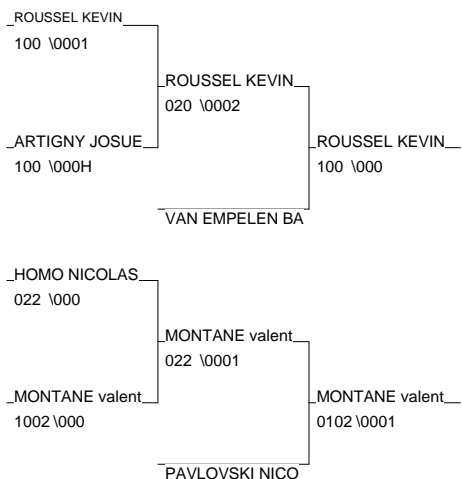 ROUSSEL KEVIN
100 \0001
ROUSSEL KEVIN
020 \0002
ARTIGNY JOSUE
100 \000H
ROUSSEL KEVIN
100 \000
VAN EMPELEN BA
HOMO NICOLAS
022 \000
MONTANE valent
022 \0001
MONTANE valent
1002 \000
MONTANE valent
0102 \0001
PAVLOVSKI NICO